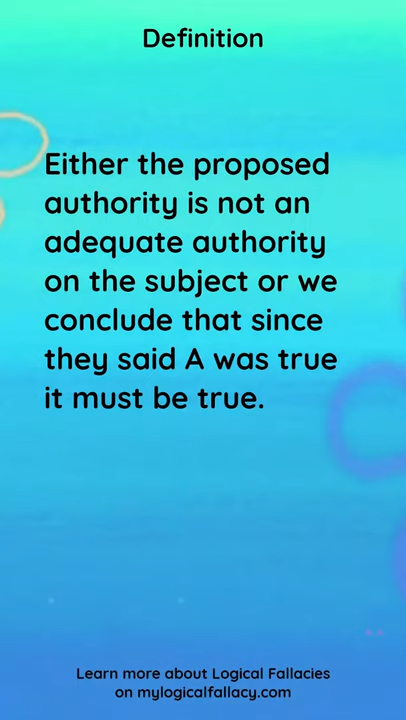 Definition
Either the proposed
authority is not an
adequate authority
on the subject or we
conclude that since
they said A was true
it must be true.
Learn more about Logical Fallacies
on mylogicalfallacy.com